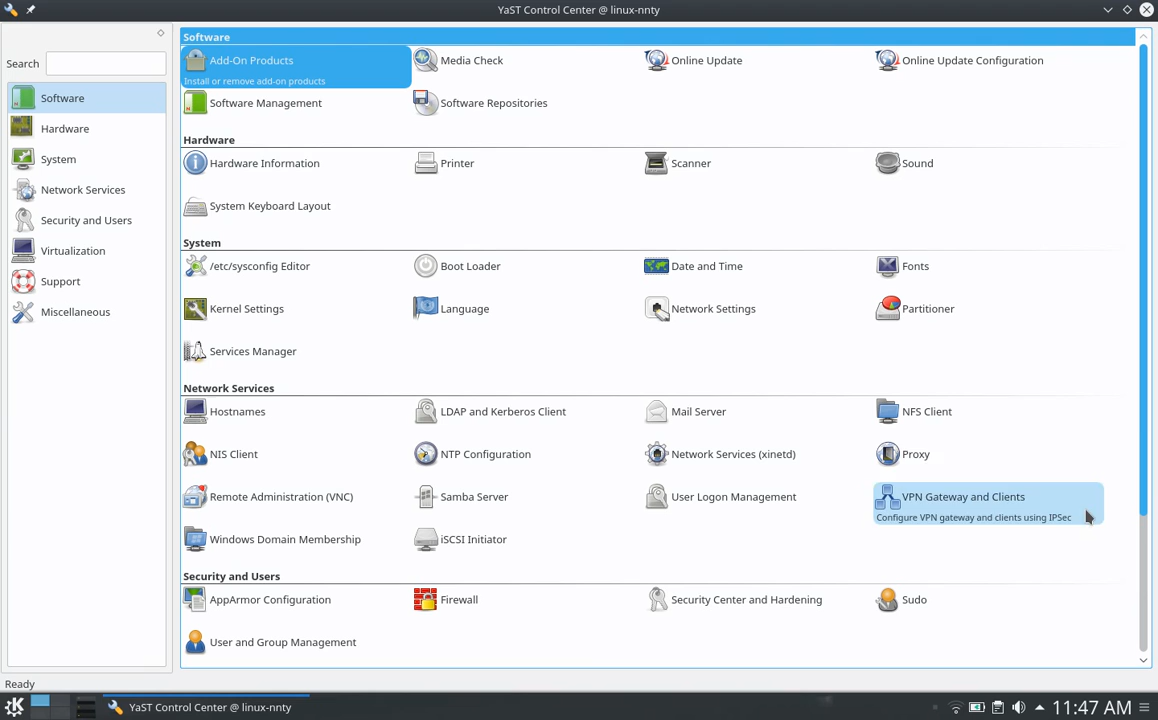 YaST Control Center @ linux-nnty
Search
Software
Hardware
System
Network Services
Security and Users
Virtualization
Support
Miscellaneous
Software
Add-On Products
Install or remove add-on products
Media Check
Online Update
Online Update Configuration
Software Management
Software Repositories
Hardware
Hardware Information
Printer
Scanner
Sound
System Keyboard Layout
System
/etc/sysconfig Editor
Boot Loader
Date and Time
Fonts
Kernel Settings
Language
Network Settings
Partitioner
Services Manager
Network Services
Hostnames
LDAP and Kerberos Client
Mail Server
NFS Client
NIS Client
NTP Configuration
Network Services (xinetd)
Proxy
Remote Administration (VNC)
Samba Server
User Logon Management
VPN Gateway and Clients
Configure VPN gateway and clients using IPSec
Windows Domain Membership
iSCSI Initiator
Security and Users
AppArmor Configuration
Firewall
Security Center and Hardening
Sudo
User and Group Management
Ready
YaST Control Center @ linux-nnty
11:47 AM